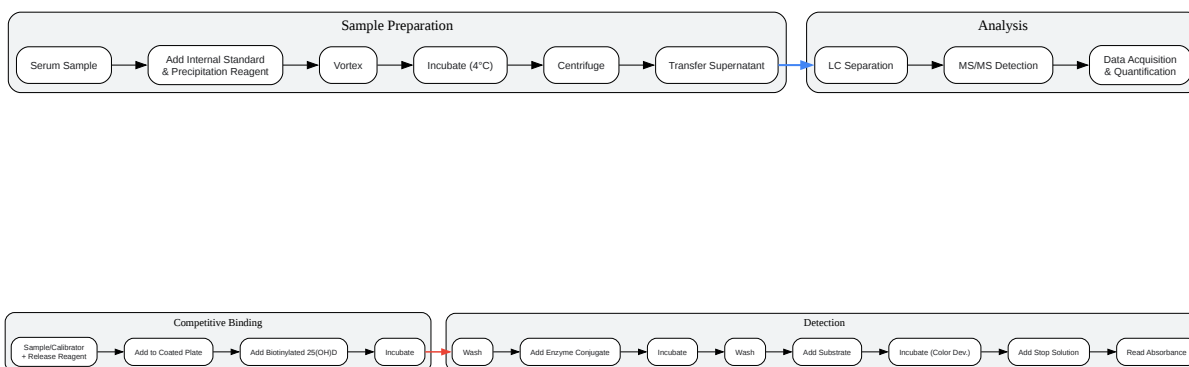 Sample Preparation
Analysis
Serum Sample
Add Internal Standard
& Precipitation Reagent
Vortex
Incubate (4°C)
Centrifuge
Transfer Supernatant
LC Separation
MS/MS Detection
Data Acquisition
& Quantification
Competitive Binding
Detection
Sample/Calibrator
+ Release Reagent
Add to Coated Plate
Add Biotinylated 25(OH)D
Incubate
Wash
Add Enzyme Conjugate
Incubate
Wash
Add Substrate
Incubate (Color Dev.)
Add Stop Solution
Read Absorbance